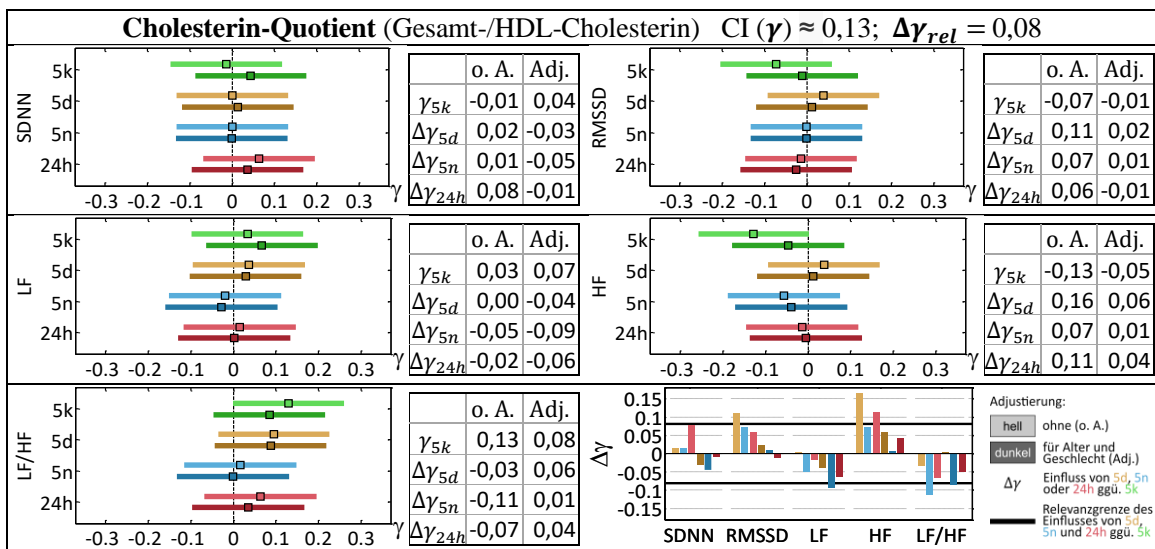 Cholesterin-Quotient (Gesamt-/HDL-Cholesterin) CI (γ) ≈ 0,13; Δγrel = 0,08
SDNN
5k
5d
5n
24h
-0.3 -0.2 -0.1 0 0.1 0.2 0.3 γ
o. A. Adj.
γ5k -0,01 0,04
Δγ5d 0,02 -0,03
Δγ5n 0,01 -0,05
Δγ24h 0,08 -0,01
RMSSD
5k
5d
5n
24h
-0.3 -0.2 -0.1 0 0.1 0.2 0.3 γ
o. A. Adj.
γ5k -0,07 -0,01
Δγ5d 0,11 0,02
Δγ5n 0,07 0,01
Δγ24h 0,06 -0,01
LF
5k
5d
5n
24h
-0.3 -0.2 -0.1 0 0.1 0.2 0.3 γ
o. A. Adj.
γ5k 0,03 0,07
Δγ5d 0,00 -0,04
Δγ5n -0,05 -0,09
Δγ24h -0,02 -0,06
HF
5k
5d
5n
24h
-0.3 -0.2 -0.1 0 0.1 0.2 0.3 γ
o. A. Adj.
γ5k -0,13 -0,05
Δγ5d 0,16 0,06
Δγ5n 0,07 0,01
Δγ24h 0,11 0,04
LF/HF
5k
5d
5n
24h
-0.3 -0.2 -0.1 0 0.1 0.2 0.3 γ
o. A. Adj.
γ5k 0,13 0,08
Δγ5d -0,03 0,06
Δγ5n -0,11 0,01
Δγ24h -0,07 0,04
Δγ
0.15
0.1
0.05
0
-0.05
-0.1
SDNN RMSSD LF HF LF/HF
Adjustierung:
hell ohne (o. A.)
dunkel für Alter und
Geschlecht (Adj.)
Δγ Einfluss von 5d, 5n
oder 24h ggü. 5k
Relevanzgrenze des
Einflusses von 5d,
5n und 24h ggü. 5k